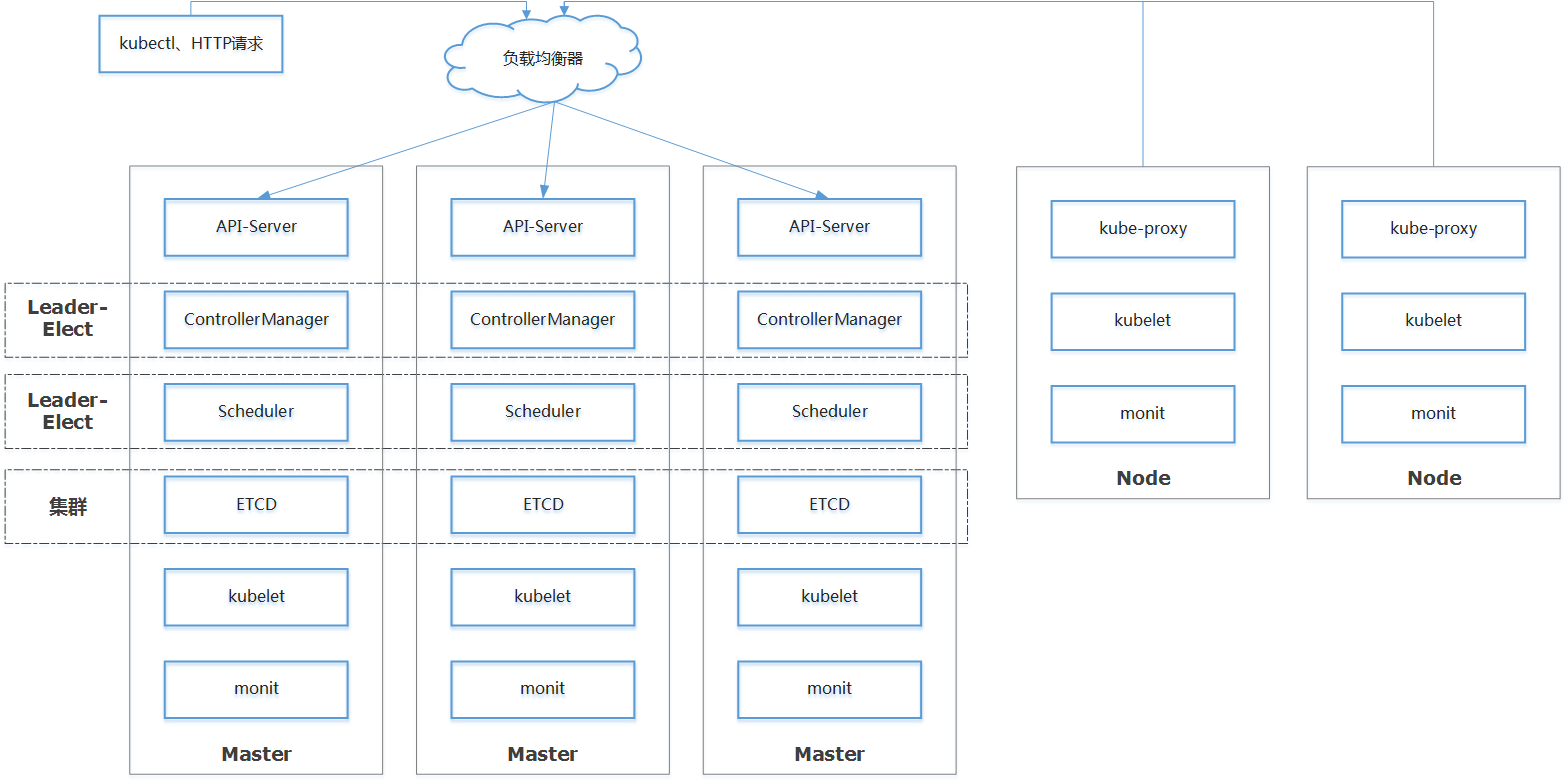 kubectl、HTTP请求
负载均衡器
API-Server
API-Server
API-Server
kube-proxy
kube-proxy
Leader-
Elect
ControllerManager
ControllerManager
ControllerManager
kubelet
kubelet
Leader-
Elect
Scheduler
Scheduler
Scheduler
monit
monit
Node
Node
集群
ETCD
ETCD
ETCD
kubelet
kubelet
kubelet
monit
monit
monit
Master
Master
Master